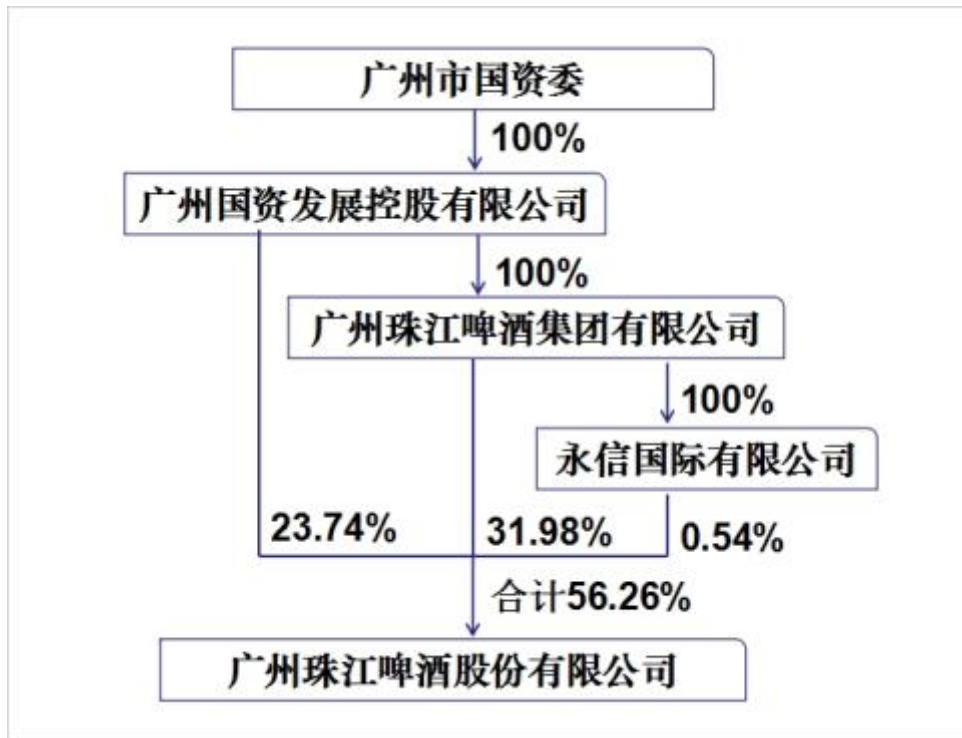 广州市国资委
100%
广州国资发展控股有限公司
100%
广州珠江啤酒集团有限公司
100%
永信国际有限公司
23.74%
31.98%
0.54%
合计56.26%
广州珠江啤酒股份有限公司